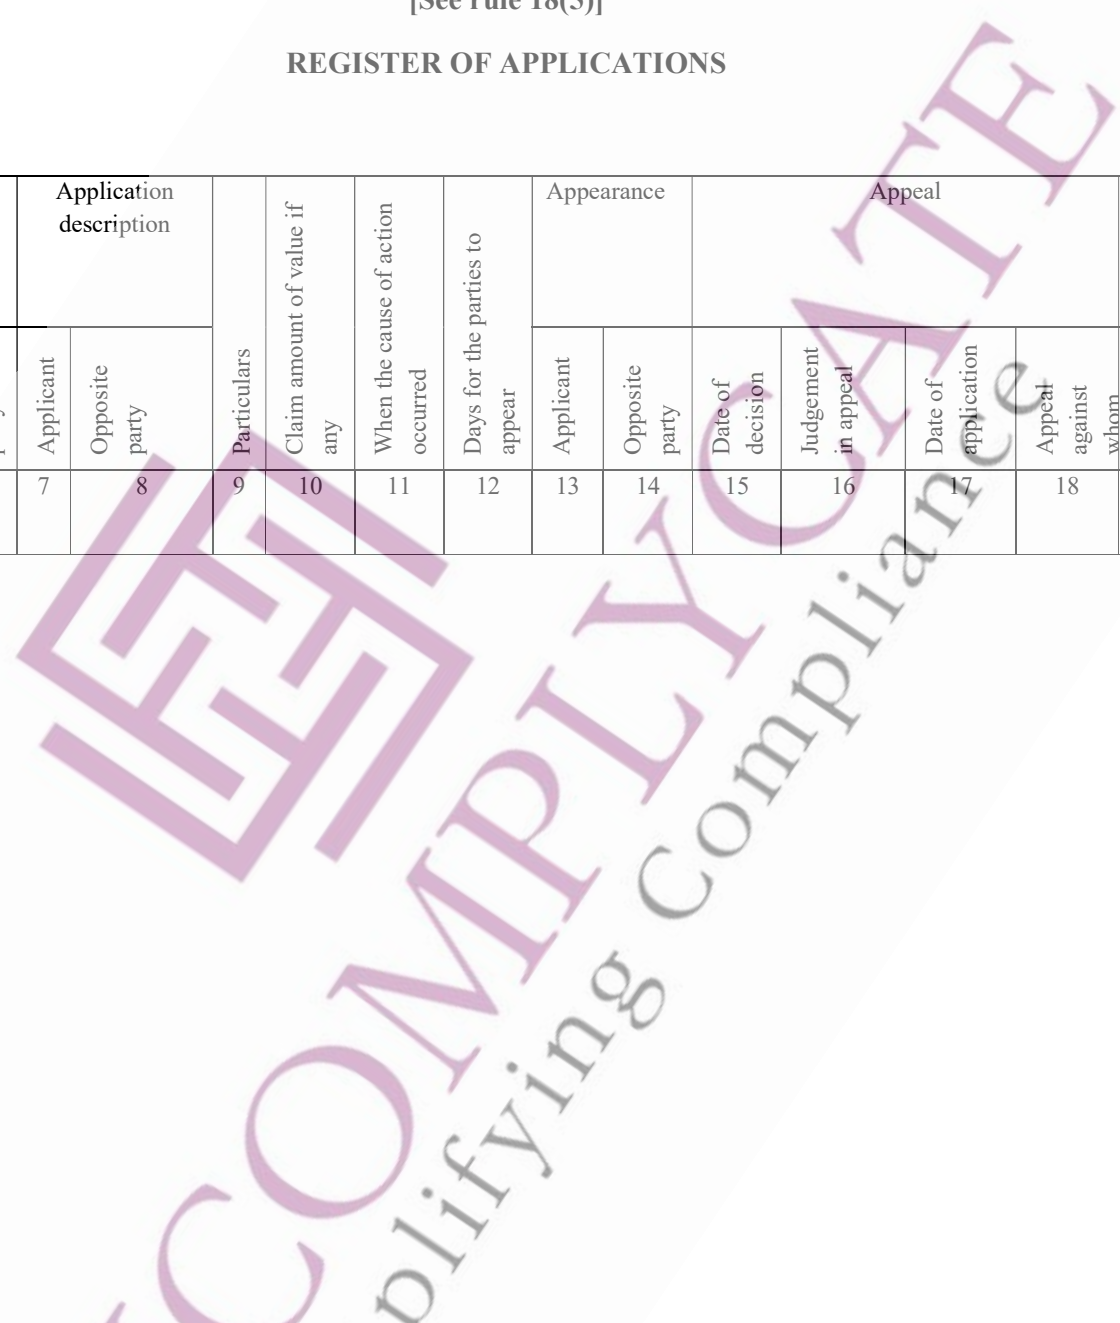 [See rule 18(3)]
REGISTER OF APPLICATIONS
Application
description
Appearance
Appeal
Applicant
Opposite
party
Particulars
Claim amount of value if
any
When the cause of action
occurred
Days for the parties to
appear
Applicant
Opposite
party
Date of
decision
Judgement
in appeal
Date of
application
Appeal
against
whom
7 8 9 10 11 12 13 14 15 16 17 18
COMPLYCATE
plifying Compliance